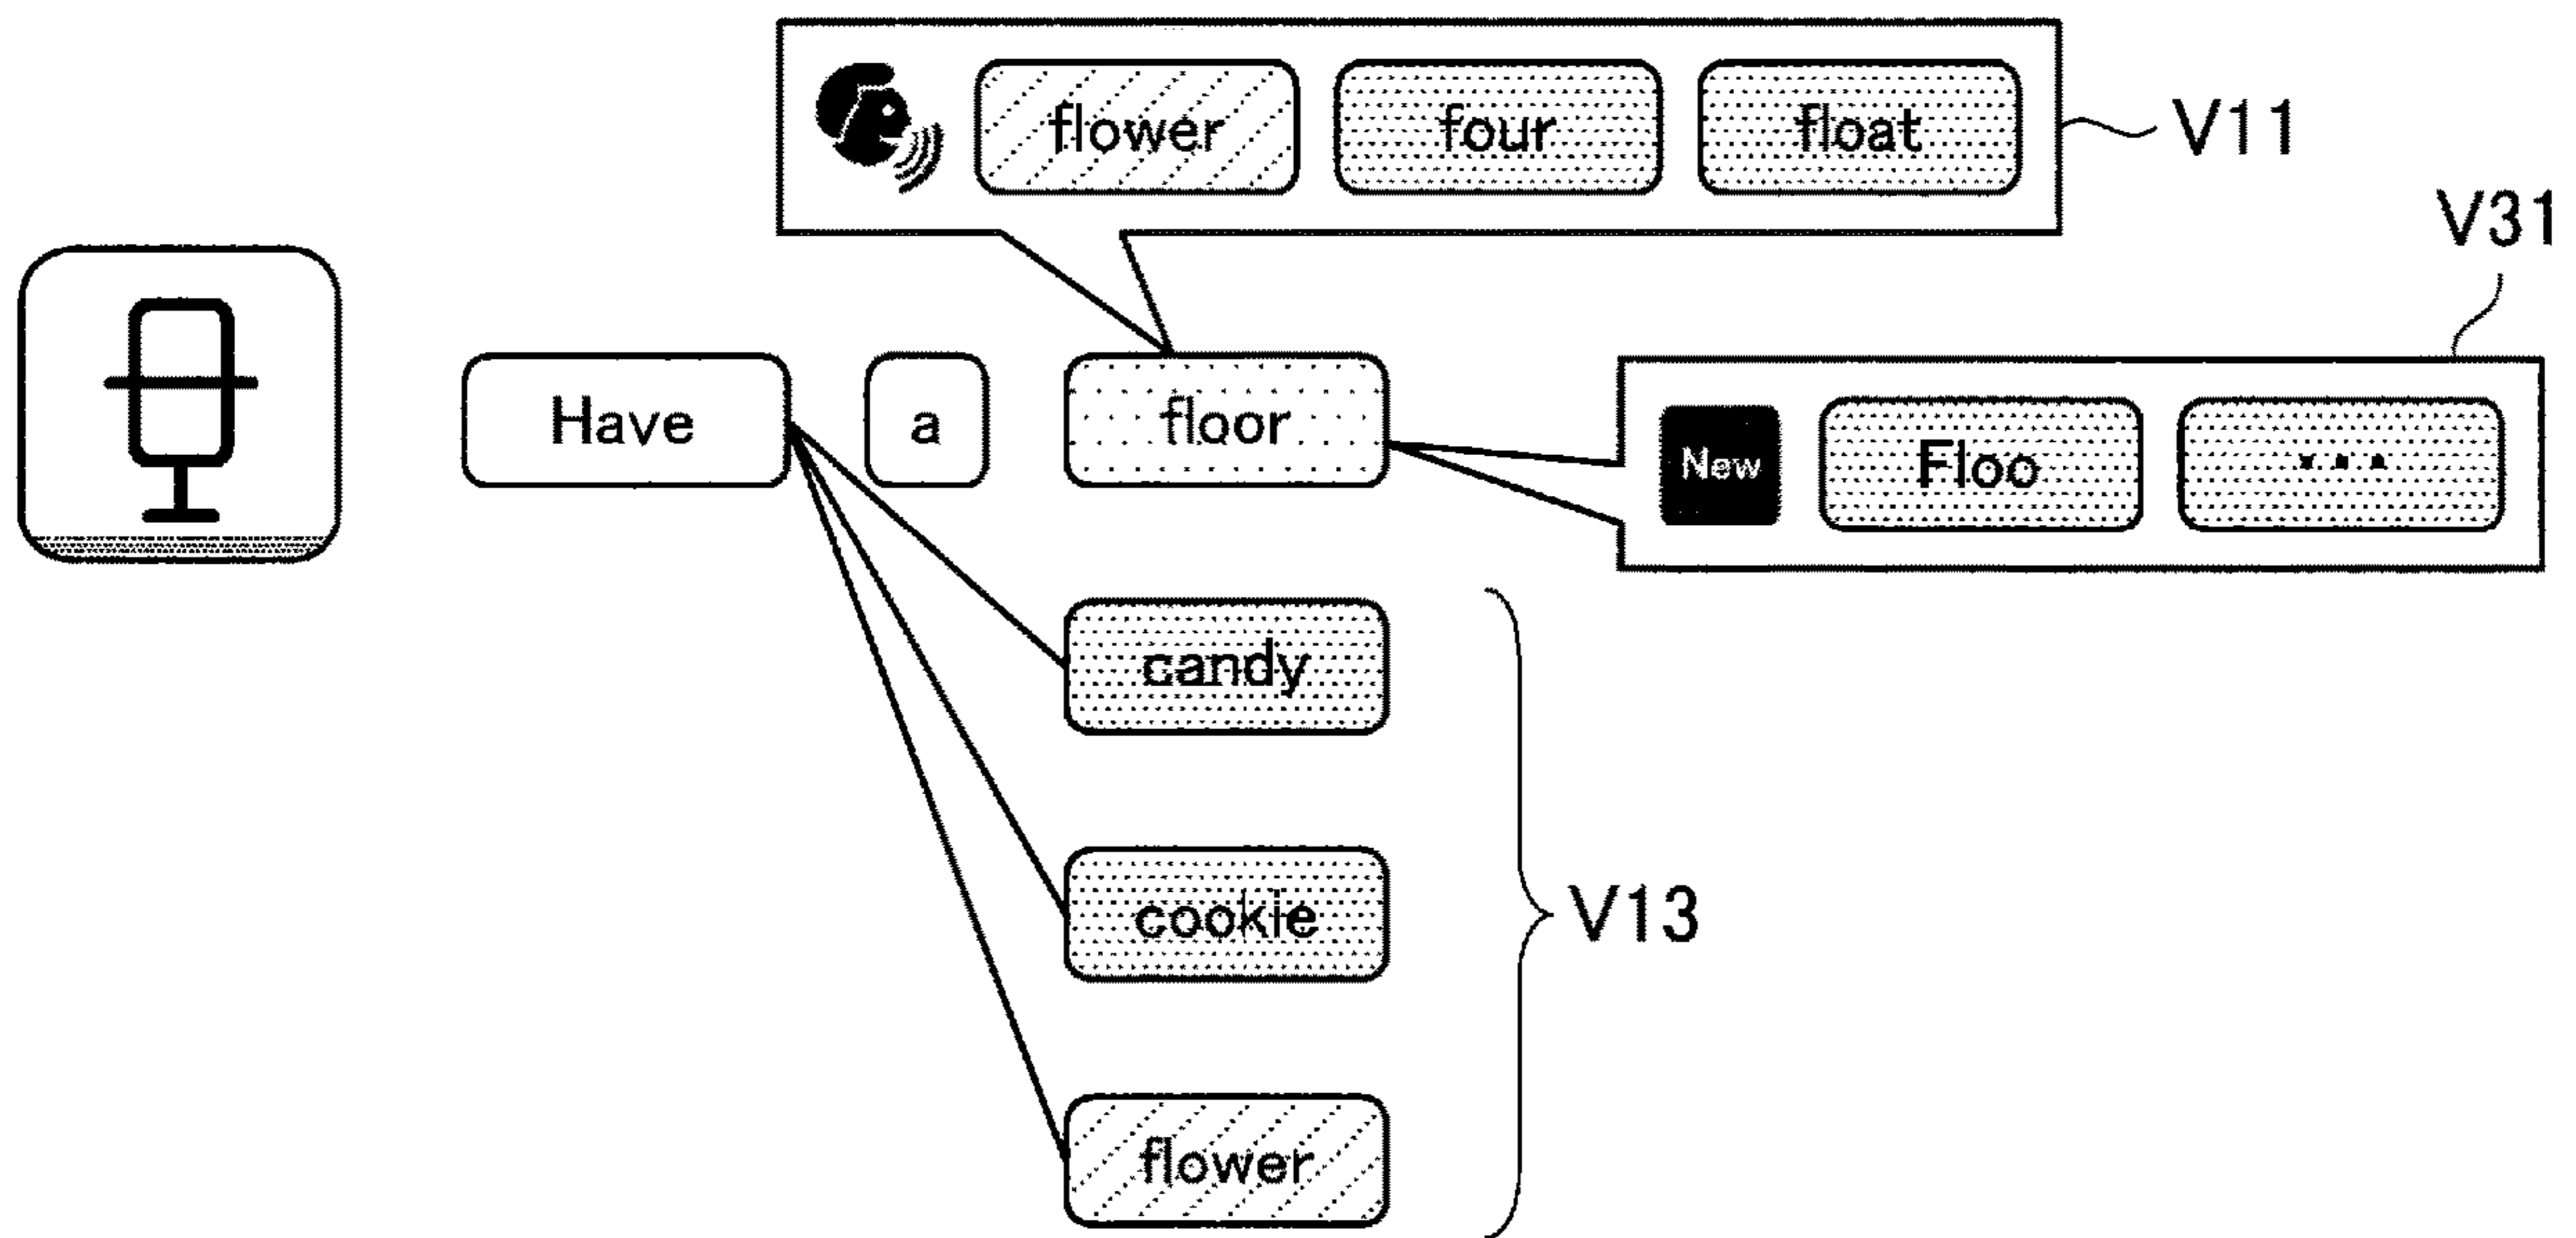 flower four float V11
V31
Have a floor New Floo ...
candy
cookie V13
flower